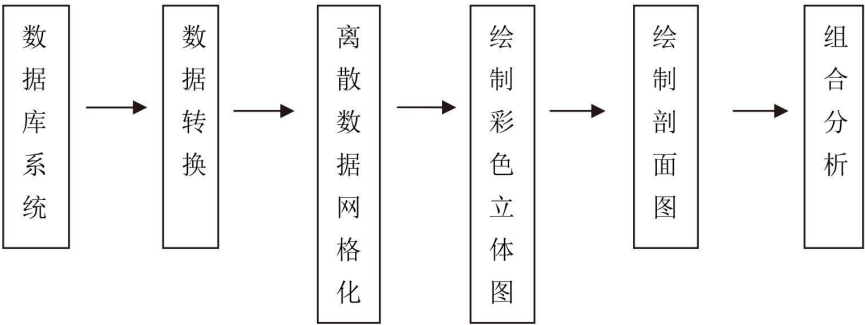 数据库系统
数据转换
离散数据网格化
绘制彩色立体图
绘制剖面图
组合分析